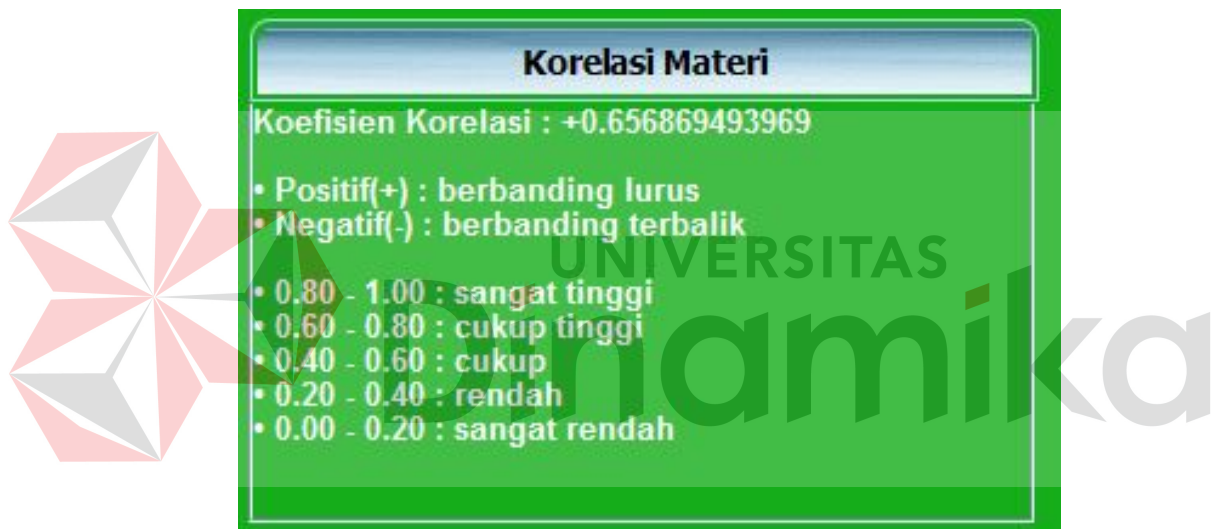 Korelasi Materi
Koefisien Korelasi : +0.656869493969
• Positif(+) : berbanding lurus
• Negatif(-) : berbanding terbalik
UNIVERSITAS
Dinamika
• 0.80 - 1.00 : sangat tinggi
• 0.60 - 0.80 : cukup tinggi
• 0.40 - 0.60 : cukup
• 0.20 - 0.40 : rendah
• 0.00 - 0.20 : sangat rendah